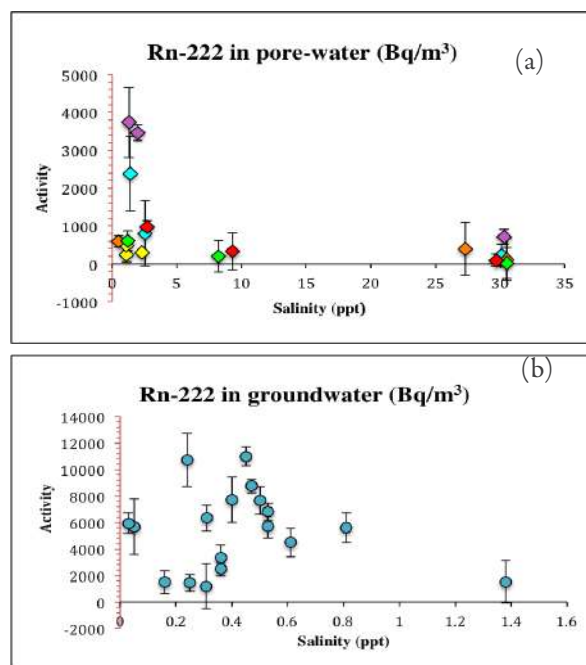 Rn-222 in pore-water (Bq/m³)
(a)
5000
4000
3000
2000
1000
0
-1000
Activity
0 5 10 15 20 25 30 35
Salinity (ppt)
(b)
Rn-222 in groundwater (Bq/m³)
14000
12000
10000
8000
6000
4000
2000
0
-2000
Activity
0 0.2 0.4 0.6 0.8 1 1.2 1.4 1.6
Salinity (ppt)